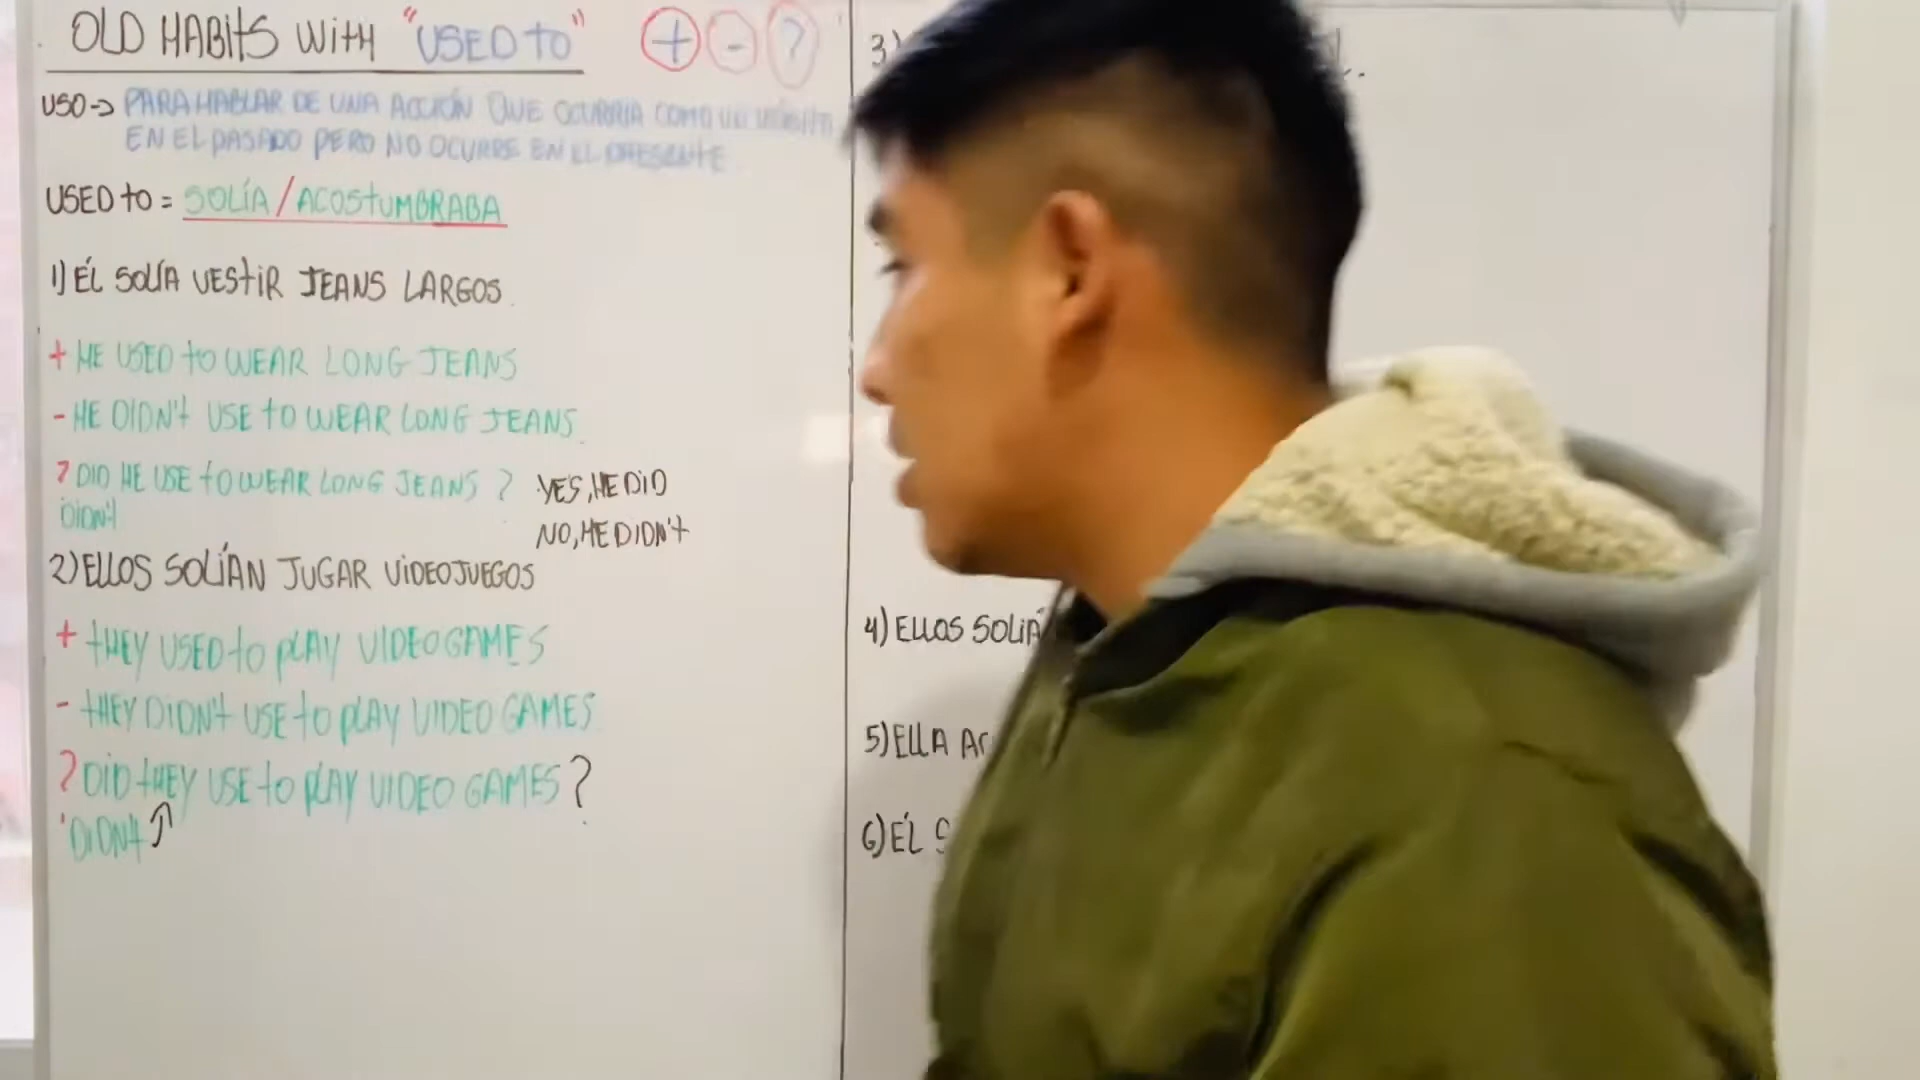 OLD HABITS WITH "USED TO" + - ?
USO → PARA HABLAR DE UNA ACCIÓN QUE OCURRIA COMO UN
EN EL PASADO PERO NO OCURRE EN EL PRESENTE
USED TO = SOLÍA / ACOSTUMBRABA
1) ÉL SOLÍA VESTIR JEANS LARGOS
+ HE USED TO WEAR LONG JEANS
- HE DIDN'T USE TO WEAR LONG JEANS
? DID HE USE TO WEAR LONG JEANS ? YES, HE DID
DIDN'T
NO, HE DIDN'T
2) ELLOS SOLÍAN JUGAR VIDEOJUEGOS
+ THEY USED TO PLAY VIDEOGAMES
- THEY DIDN'T USE TO PLAY VIDEO GAMES
? DID THEY USE TO PLAY VIDEO GAMES ?
DIDN'T
3)
4) ELLOS SOLÍA
5) ELLA AC
6) ÉL S